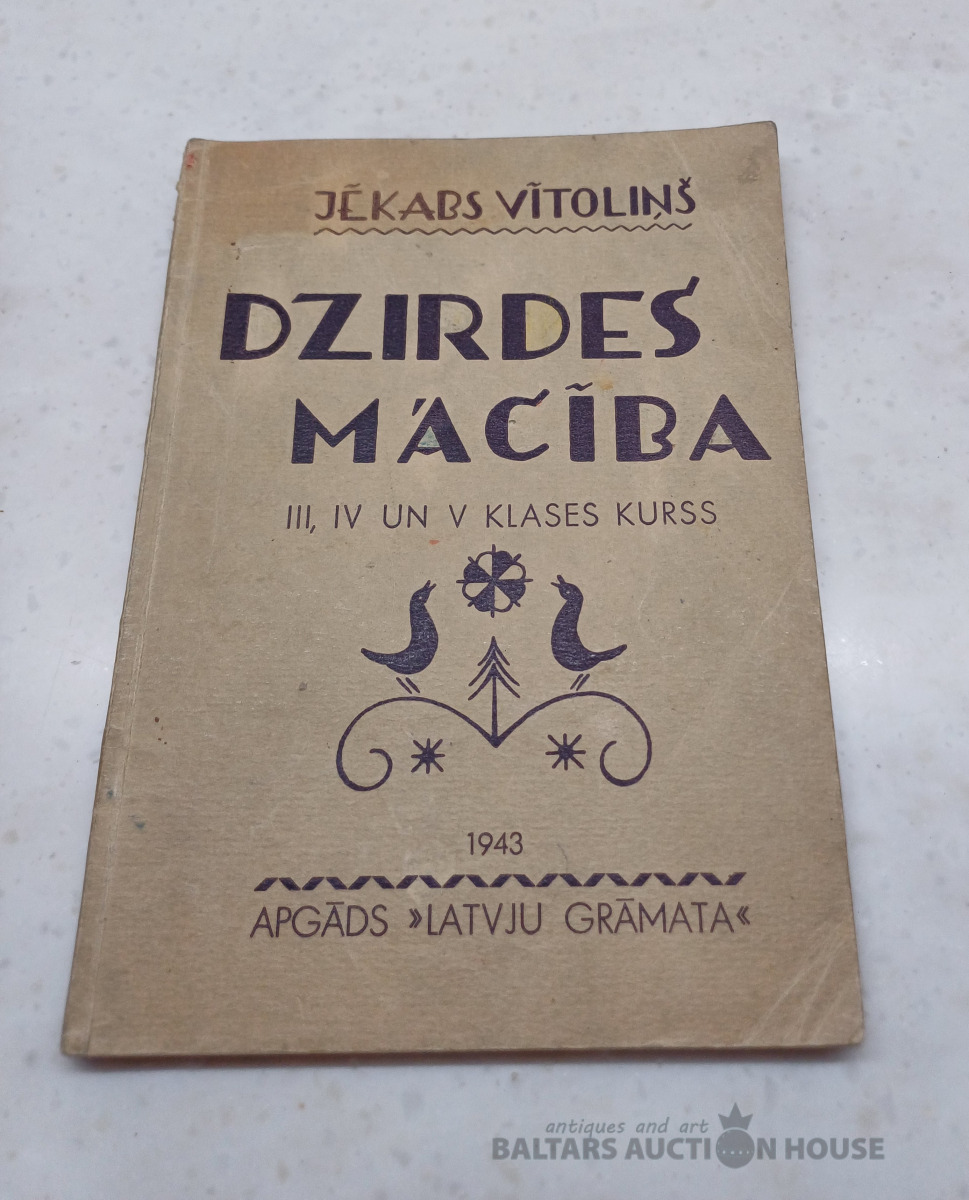 JĒKABS VĪTOLIŅŠ
DZIRDES
MĀCĪBA
III, IV UN V KLASES KURSS
1943
APGĀDS »LATVJU GRĀMATA«
antiques and art
BALTARS AUCTION HOUSE